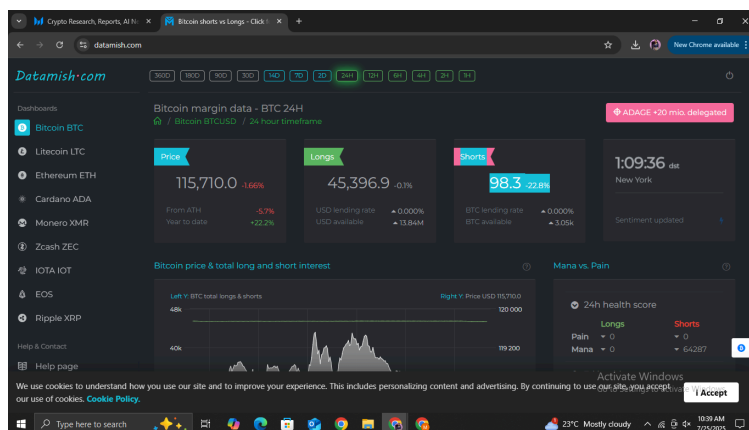 Crypto Research, Reports, AI N
Bitcoin shorts vs Longs - Click
datamish.com
New Chrome available
Datamish.com
360D 180D 90D 30D 14D 7D 2D 24H 12H 6H 4H 2H 1H
Dashboards
Bitcoin BTC
Litecoin LTC
Ethereum ETH
Cardano ADA
Monero XMR
Zcash ZEC
IOTA IOT
EOS
Ripple XRP
Help & Contact
Help page
Bitcoin margin data - BTC 24H
/ Bitcoin BTCUSD / 24 hour timeframe
ADAGE +20 mio. delegated
Price
115,710.0 -1.66%
From ATH -5.7%
Year to date +22.2%
Longs
45,396.9 -0.1%
USD lending rate 0.000%
USD available 13.84M
Shorts
98.3 -22.8%
BTC lending rate 0.000%
BTC available 3.05k
1:09:36 dst
New York
Sentiment updated
Bitcoin price & total long and short interest
Left Y: BTC total longs & shorts
Right Y: Price USD 115,710.0
48k
120 000
40k
119 200
Mana vs. Pain
24h health score
Longs Shorts
Pain 0 0
Mana 0 64287
Activate Windows
We use cookies to understand how you use our site and to improve your experience. This includes personalizing content and advertising. By continuing to use our site, you accept
our use of cookies. Cookie Policy.
I Accept
Type here to search
23°C Mostly cloudy
10:39 AM
7/25/2025